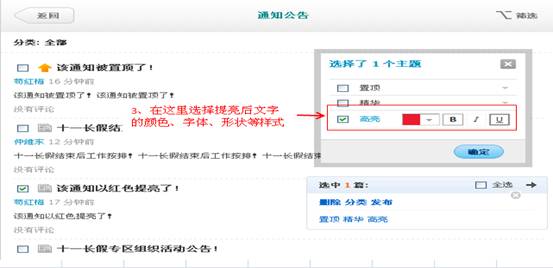 返回
通知公告
筛选
分类：全部
该通知被置顶了！
苟红梅 16 分钟前
该通知被置顶了！ 该通知被置顶了！
没有评论
十一长假结
仲维东 12 分钟前
十一长假结束后工作按排！ 十一长假结束后工作按排！ 十一长假结束后
没有评论
该通知以红色提亮了！
苟红梅 17 分钟前
该通知以红色提亮了！
没有评论
十一长假专区组织活动公告！
3、在这里选择提亮后文字
的颜色、字体、形状等样式
选择了 1 个主题
置顶
精华
高亮
B I U
确定
选中 1 篇：
全选
删除 分类 发布
置顶 精华 高亮